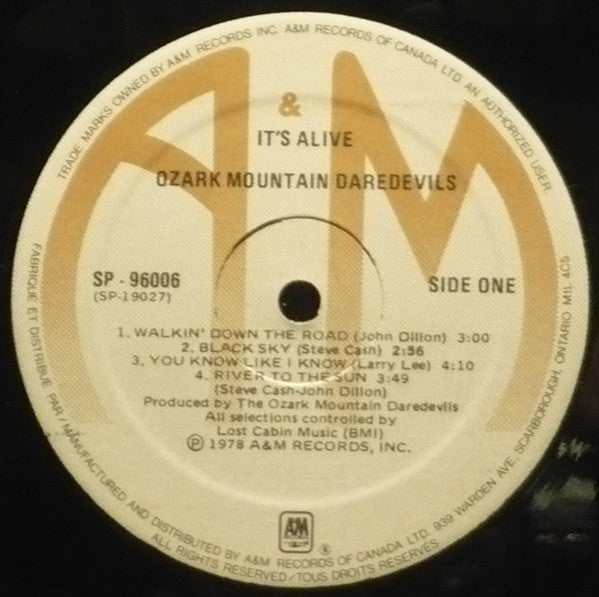 TRADE MARKS OWNED BY A&M RECORDS INC. A&M RECORDS OF CANADA LTD. AN AUTHORIZED USER
A&M
IT'S ALIVE
OZARK MOUNTAIN DAREDEVILS
SP - 96006
(SP-19027)
SIDE ONE
1. WALKIN' DOWN THE ROAD (John Dillon) 3:00
2. BLACK SKY (Steve Cash) 2:56
3. YOU KNOW LIKE I KNOW (Larry Lee) 4:10
4. RIVER TO THE SUN 3:49
(Steve Cash-John Dillon)
Produced by The Ozark Mountain Daredevils
All selections controlled by
Lost Cabin Music (BMI)
Ⓟ 1978 A&M RECORDS, INC.
A&M
®
FABRIQUE ET DISTRIBUE PAR/MANUFACTURED AND DISTRIBUTED BY A&M RECORDS OF CANADA LTD. 939 WARDEN AVE, SCARBOROUGH, ONTARIO M1L 4C5
ALL RIGHTS RESERVED/TOUS DROITS RESERVÉS